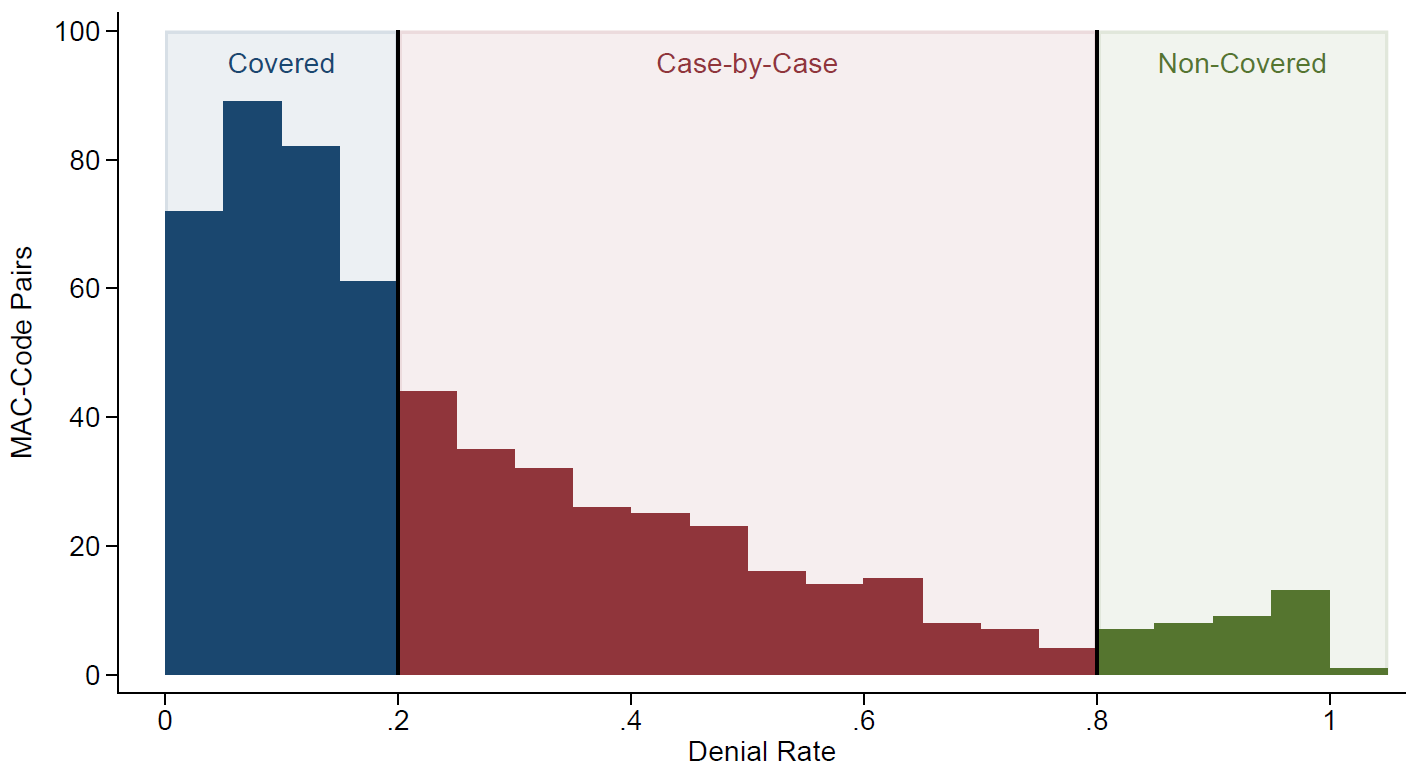 Covered Case-by-Case Non-Covered
MAC-Code Pairs
100
80
60
40
20
0
0 .2 .4 .6 .8 1
Denial Rate